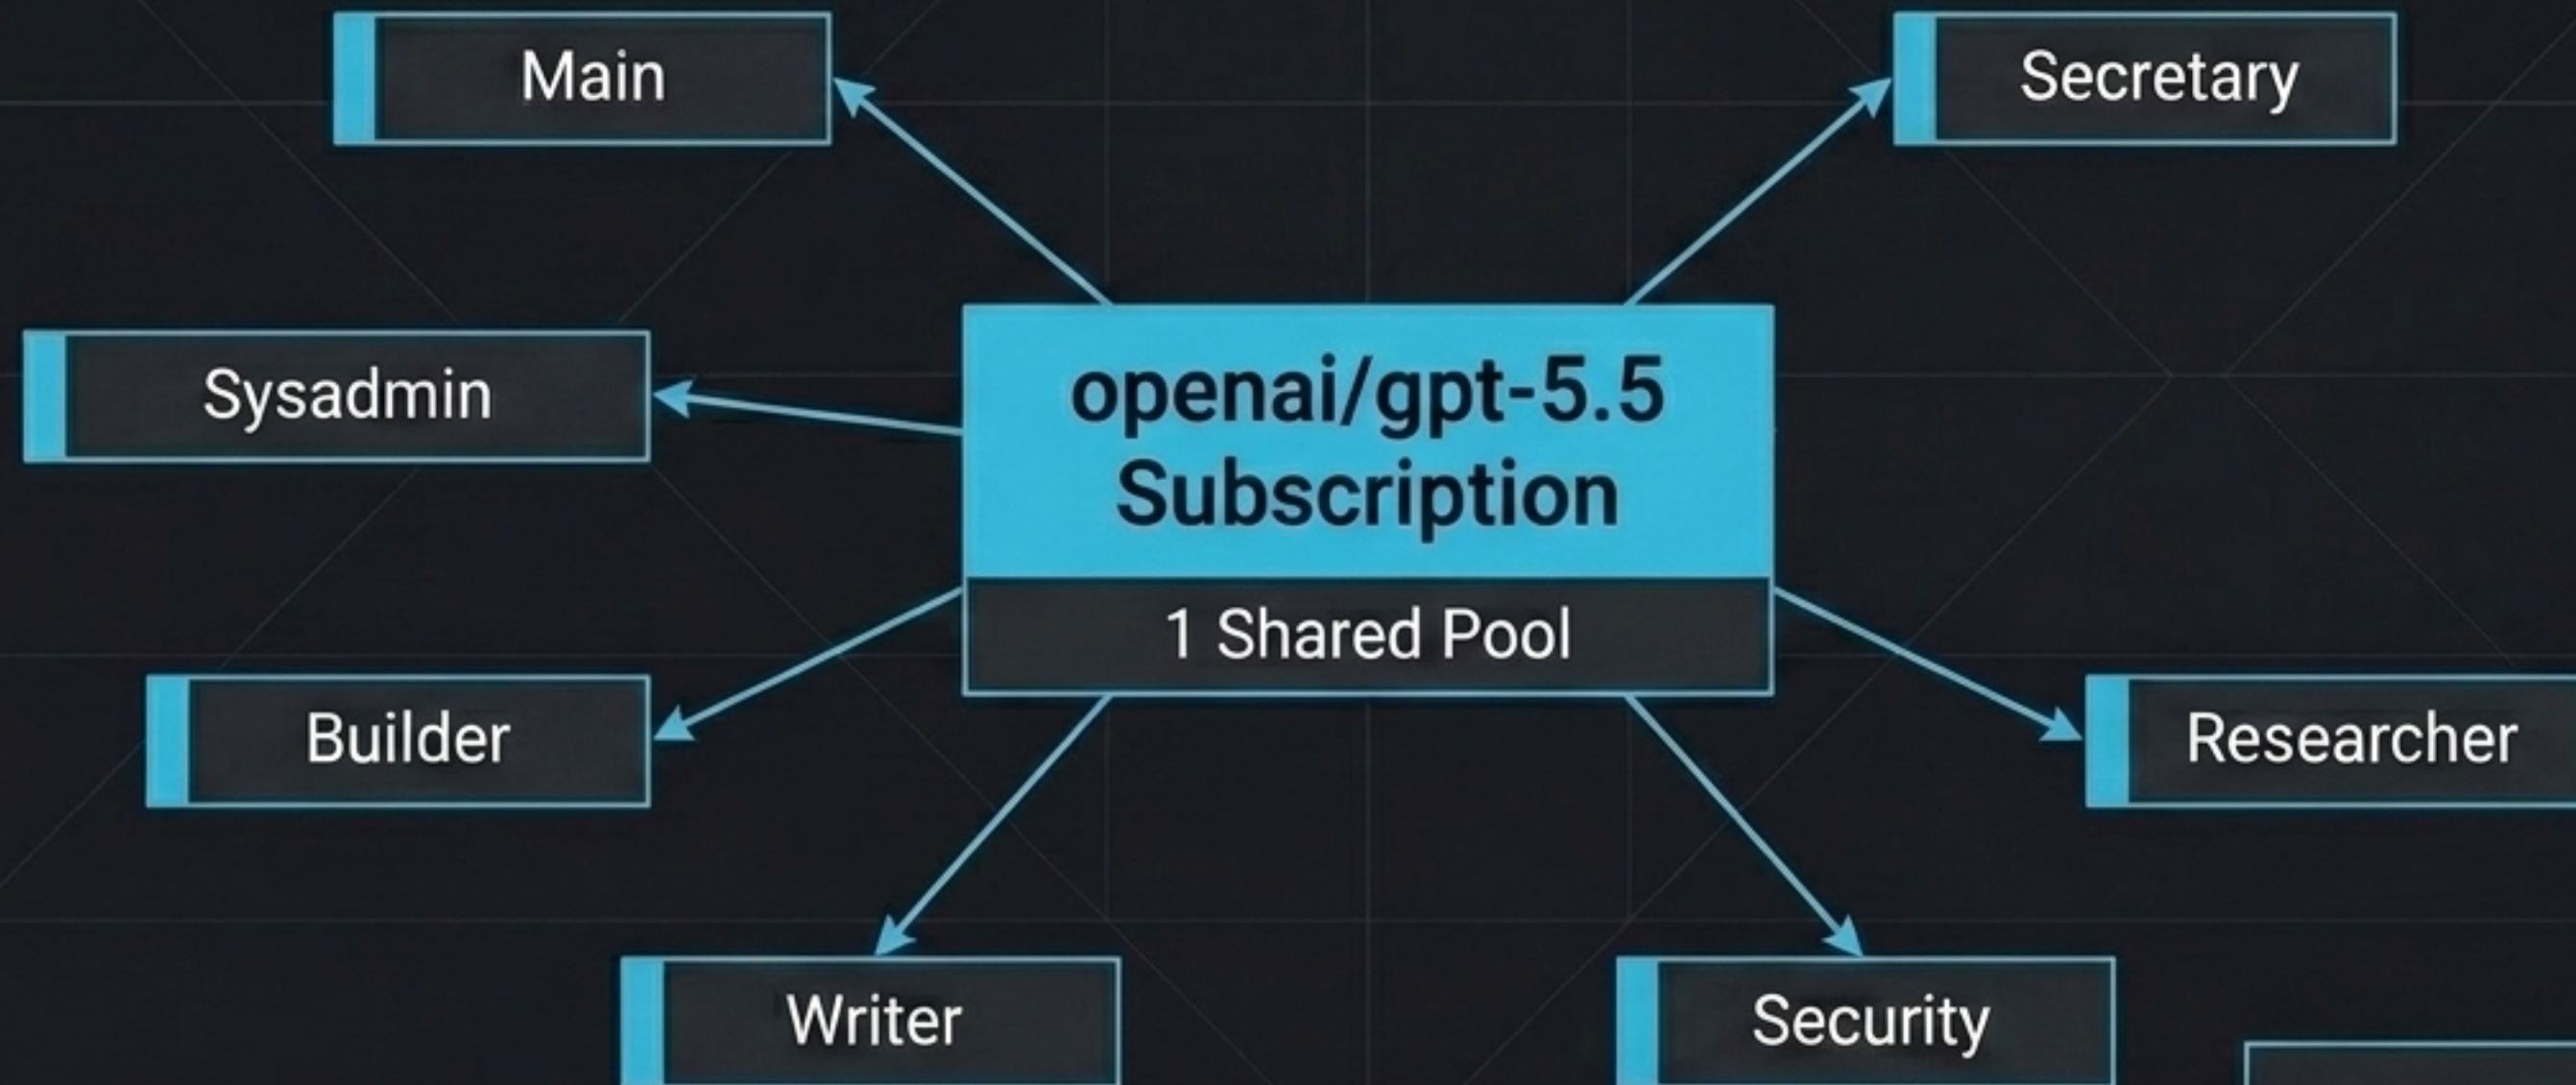 Main
Secretary
Sysadmin
openai/gpt-5.5
Subscription
1 Shared Pool
Builder
Researcher
Writer
Security